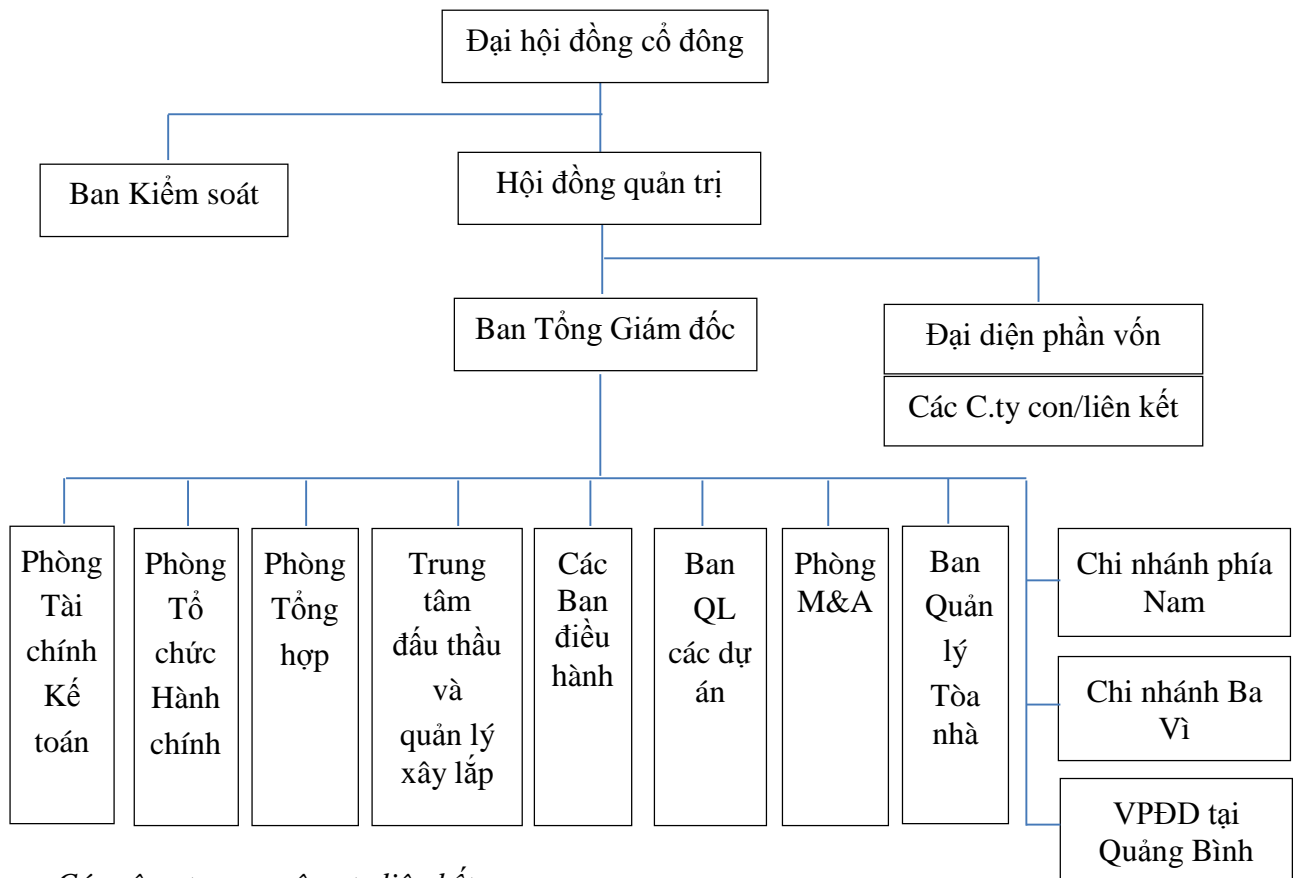 Đại hội đồng cổ đông
Ban Kiểm soát
Hội đồng quản trị
Ban Tổng Giám đốc
Đại diện phần vốn
Các C.ty con/liên kết
Phòng
Tài
chính
Kế
toán
Phòng
Tổ
chức
Hành
chính
Phòng
Tổng
hợp
Trung
tâm
đấu thầu
và
quản lý
xây lắp
Các
Ban
điều
hành
Ban
QL
các dự
án
Phòng
M&A
Ban
Quản
lý
Tòa
nhà
Chi nhánh phía
Nam
Chi nhánh Ba
Vì
VPĐD tại
Quảng Bình
liên kết